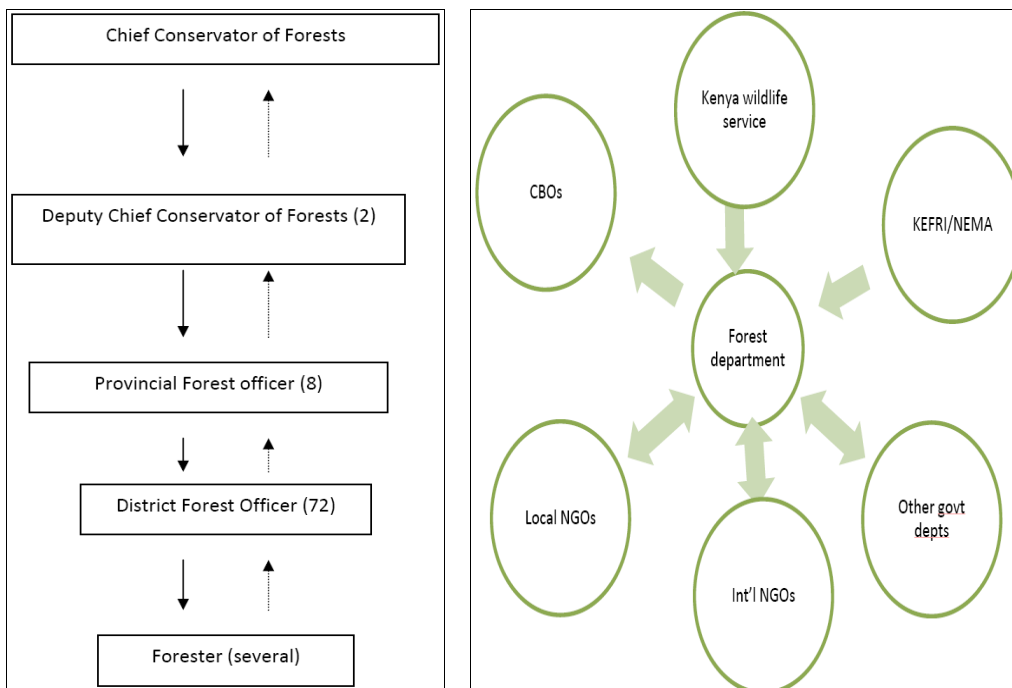 Chief Conservator of Forests
Deputy Chief Conservator of Forests (2)
Provincial Forest officer (8)
District Forest Officer (72)
Forester (several)
Kenya wildlife
service
CBOs
KEFRI/NEMA
Forest
department
Local NGOs
Int'l NGOs
Other govt
depts